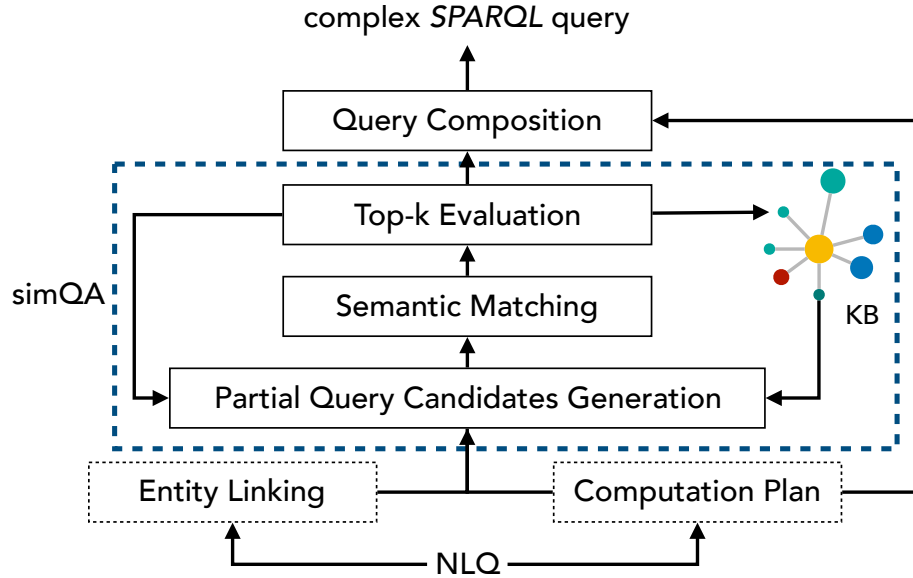 complex SPARQL query
Query Composition
Top-k Evaluation
simQA
Semantic Matching
KB
Partial Query Candidates Generation
Entity Linking
Computation Plan
NLQ